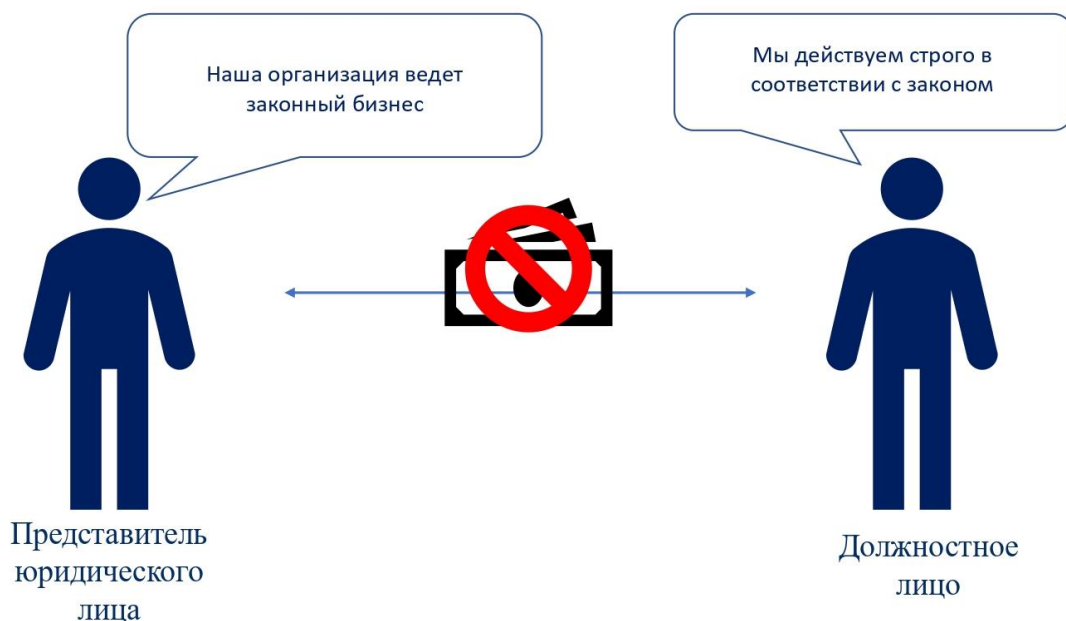 Наша организация ведет
законный бизнес
Мы действуем строго в
соответствии с законом
Представитель
юридического
лица
Должностное
лицо